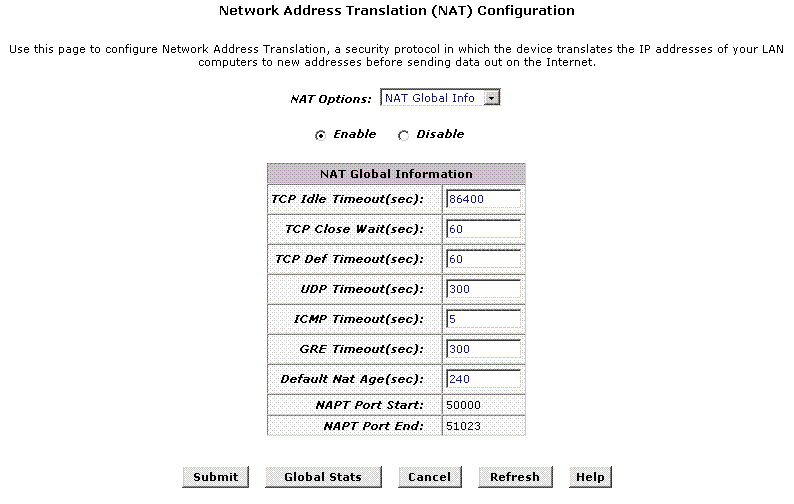 Network Address Translation (NAT) Configuration
Use this page to configure Network Address Translation, a security protocol in which the device translates the IP addresses of your LAN
computers to new addresses before sending data out on the Internet.
NAT Options: NAT Global Info
Enable Disable
NAT Global Information
TCP Idle Timeout(sec): 86400
TCP Close Wait(sec): 60
TCP Def Timeout(sec): 60
UDP Timeout(sec): 300
ICMP Timeout(sec): 5
GRE Timeout(sec): 300
Default Nat Age(sec): 240
NAPT Port Start: 50000
NAPT Port End: 51023
Submit Global Stats Cancel Refresh Help